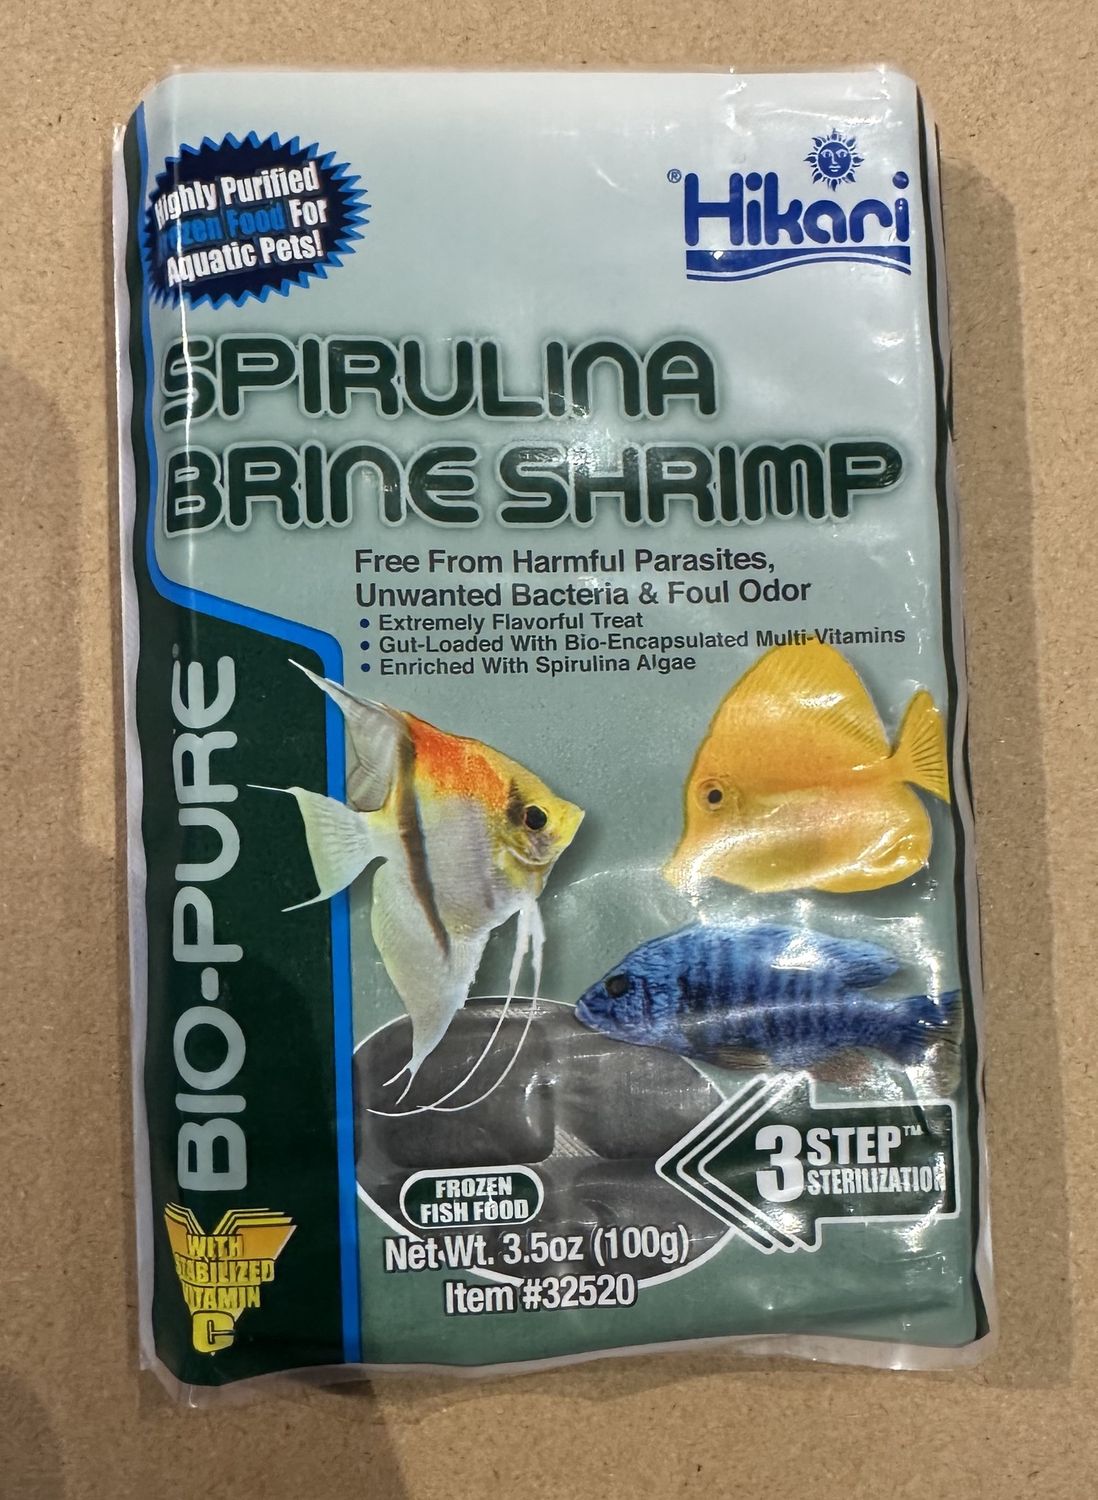 Highly Purified
Frozen Food For
Aquatic Pets!
®Hikari
SPIRULINA
BRINE SHRIMP
Free From Harmful Parasites,
Unwanted Bacteria & Foul Odor
• Extremely Flavorful Treat
• Gut-Loaded With Bio-Encapsulated Multi-Vitamins
• Enriched With Spirulina Algae
BIO-PURE
3 STEP™
STERILIZATION
FROZEN
FISH FOOD
Net Wt. 3.5oz (100g)
Item #32520
WITH
STABILIZED
VITAMIN
C